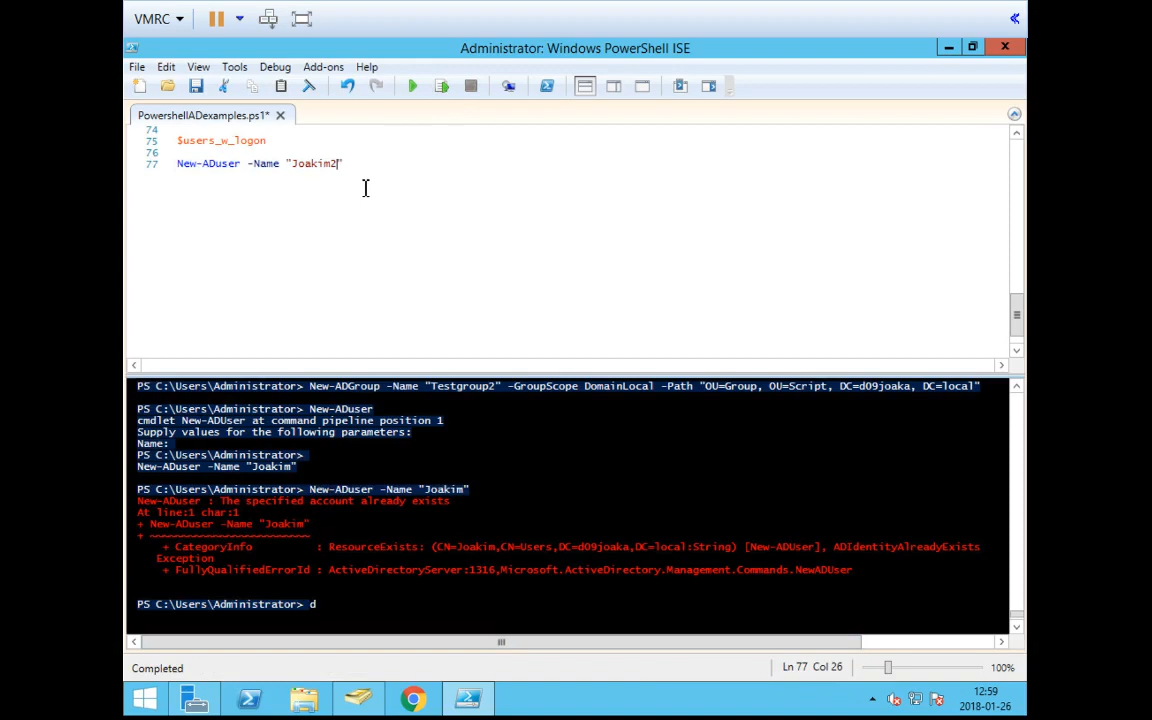 VMRC
Administrator: Windows PowerShell ISE
File Edit View Tools Debug Add-ons Help
PowershellADexamples.ps1*
74
75 $users_w_logon
76
77 New-ADuser -Name "Joakim2"
PS C:\Users\Administrator> New-ADGroup -Name "Testgroup2" -GroupScope DomainLocal -Path "OU=Group, OU=Script, DC=d09joaka, DC=local"
PS C:\Users\Administrator> New-ADuser
cmdlet New-ADUser at command pipeline position 1
Supply values for the following parameters:
Name:
PS C:\Users\Administrator>
New-ADuser -Name "Joakim"
PS C:\Users\Administrator> New-ADuser -Name "Joakim"
New-ADuser : The specified account already exists
At line:1 char:1
+ New-ADuser -Name "Joakim"
+ ~~~~~~~~~~~~~~~~~~~~~~~~~
+ CategoryInfo : ResourceExists: (CN=Joakim,CN=Users,DC=d09joaka,DC=local:String) [New-ADUser], ADIdentityAlreadyExists
Exception
+ FullyQualifiedErrorId : ActiveDirectoryServer:1316,Microsoft.ActiveDirectory.Management.Commands.NewADUser
PS C:\Users\Administrator> d
Completed
Ln 77 Col 26
100%
12:59
2018-01-26